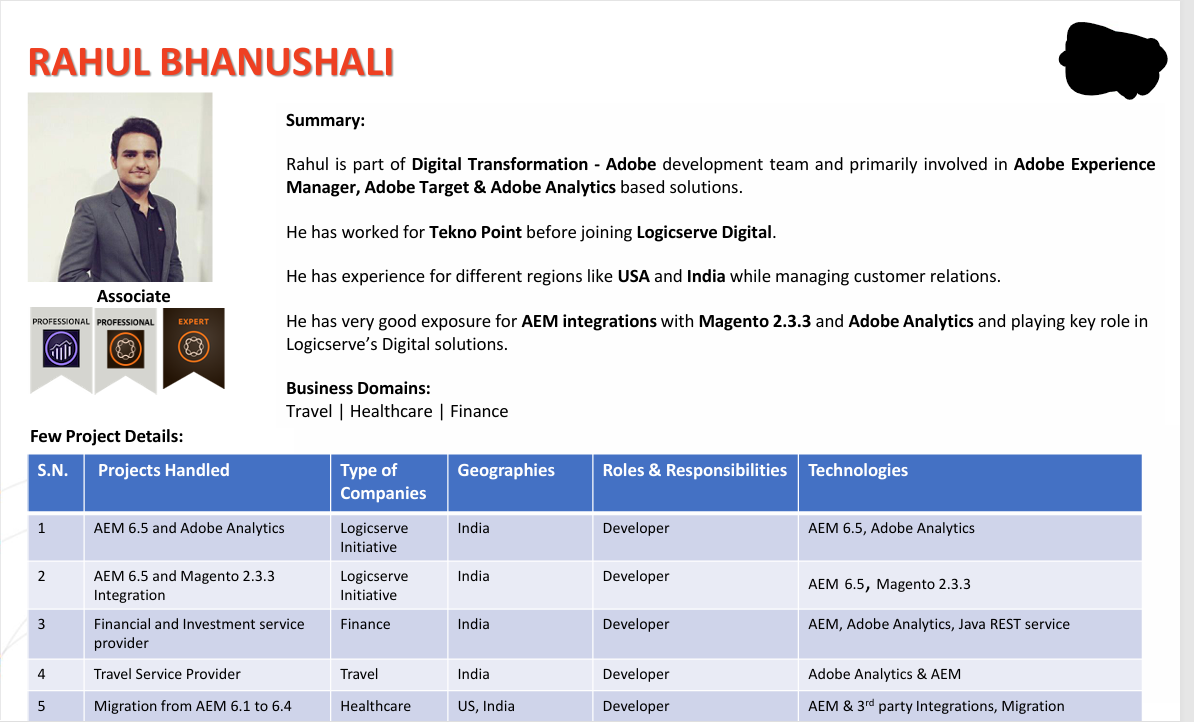 RAHUL BHANUSHALI
Summary:
Rahul is part of Digital Transformation - Adobe development team and primarily involved in Adobe Experience
Manager, Adobe Target & Adobe Analytics based solutions.
He has worked for Tekno Point before joining Logicserve Digital.
He has experience for different regions like USA and India while managing customer relations.
He has very good exposure for AEM integrations with Magento 2.3.3 and Adobe Analytics and playing key role in
Logicserve’s Digital solutions.
Business Domains:
Travel | Healthcare | Finance
Associate
PROFESSIONAL PROFESSIONAL EXPERT
Few Project Details:
S.N. Projects Handled Type of Geographies Roles & Responsibilities Technologies
Companies
1 AEM 6.5 and Adobe Analytics Logicserve India Developer AEM 6.5, Adobe Analytics
Initiative
2 AEM 6.5 and Magento 2.3.3 Logicserve India Developer AEM 6.5, Magento 2.3.3
Integration Initiative
3 Financial and Investment service Finance India Developer AEM, Adobe Analytics, Java REST service
provider
4 Travel Service Provider Travel India Developer Adobe Analytics & AEM
5 Migration from AEM 6.1 to 6.4 Healthcare US, India Developer AEM & 3rd party Integrations, Migration